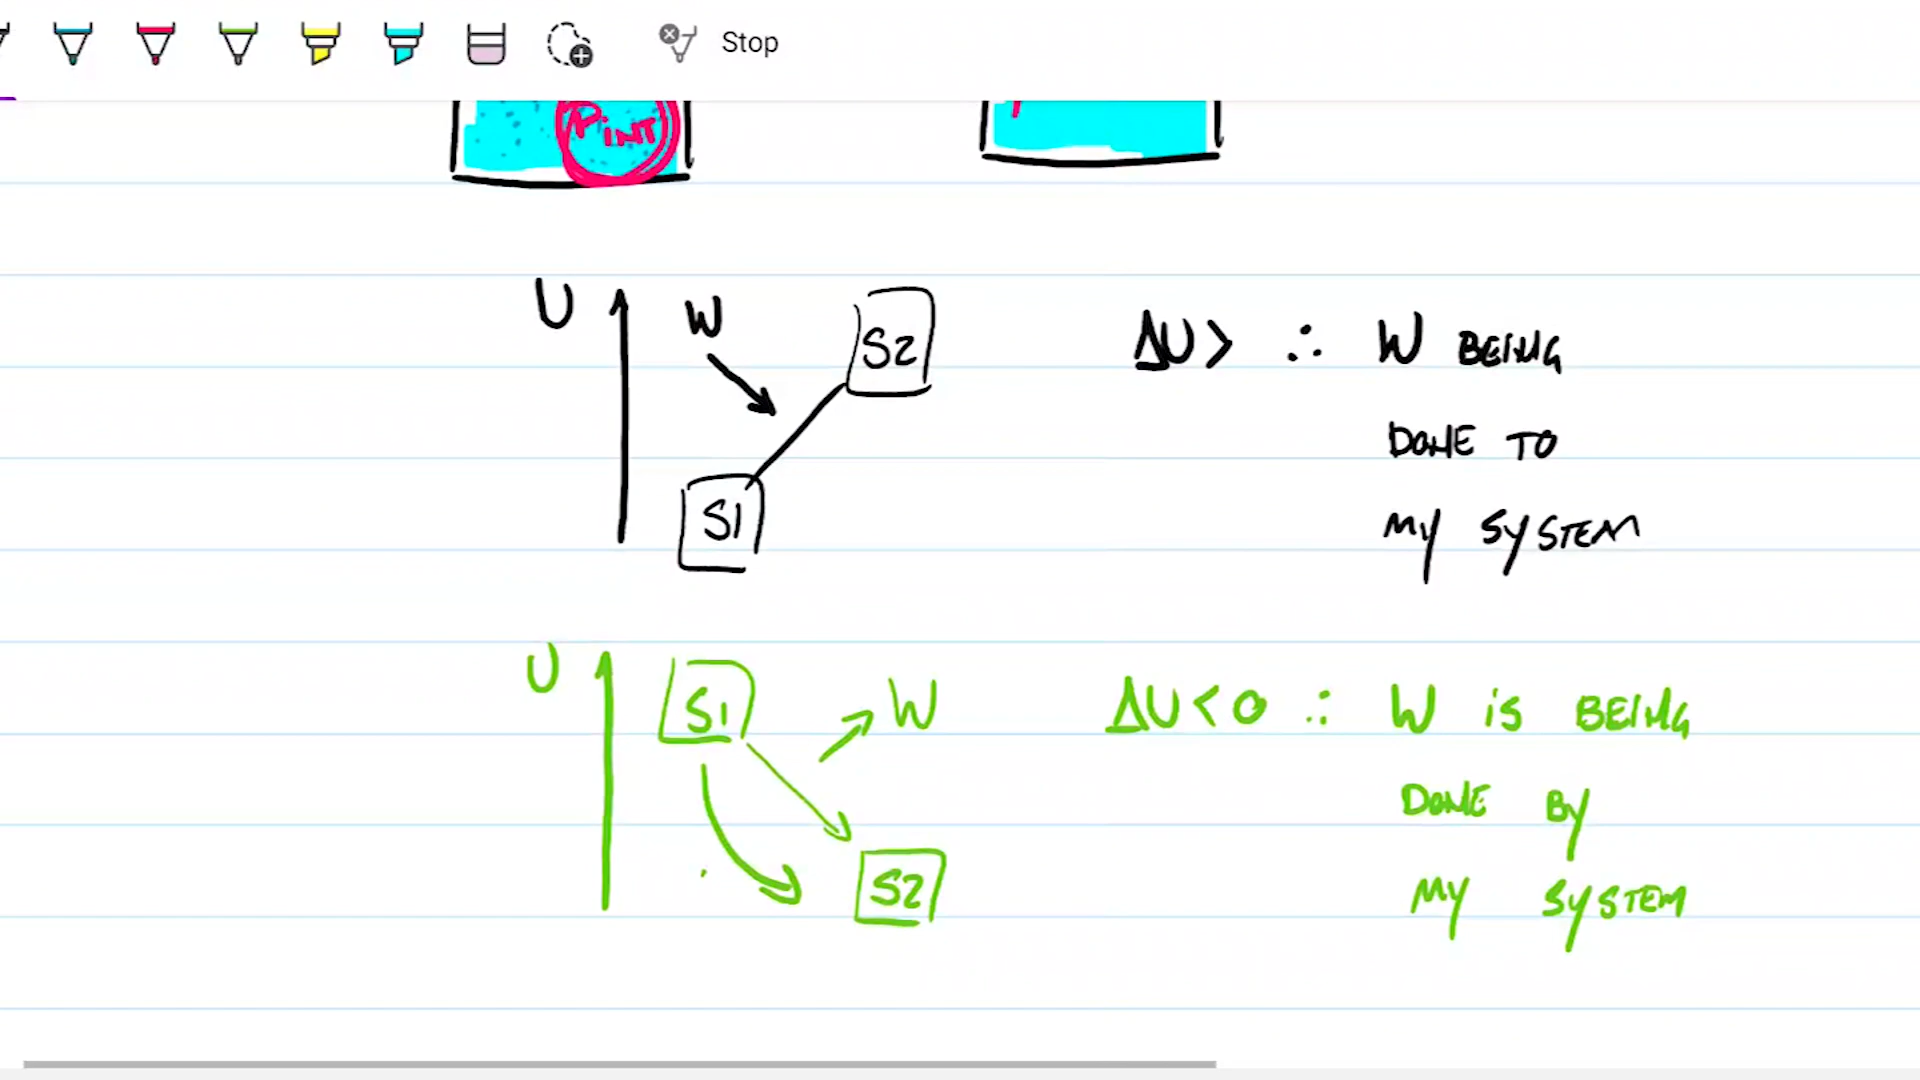 Stop
PINT
U W S2 ΔU> ∴ W BEING
DONE TO
S1 MY SYSTEM
U S1 W ΔU<0 ∴ W is BEING
DONE BY
S2 MY SYSTEM